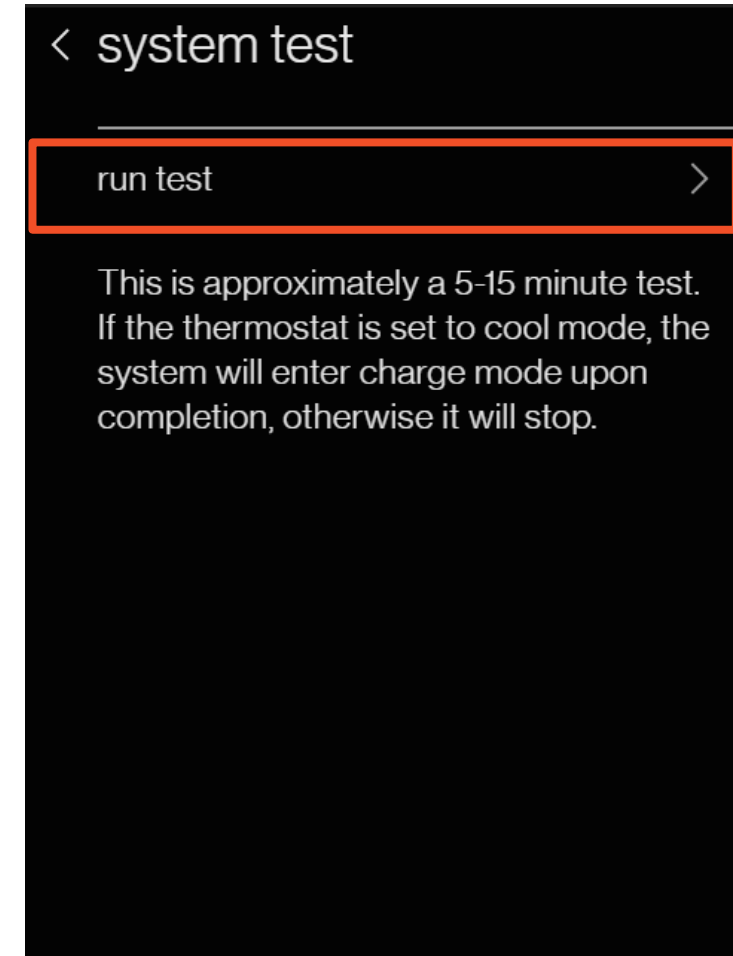 system test
run test
This is approximately a 5-15 minute test.
If the thermostat is set to cool mode, the
system will enter charge mode upon
completion, otherwise it will stop.